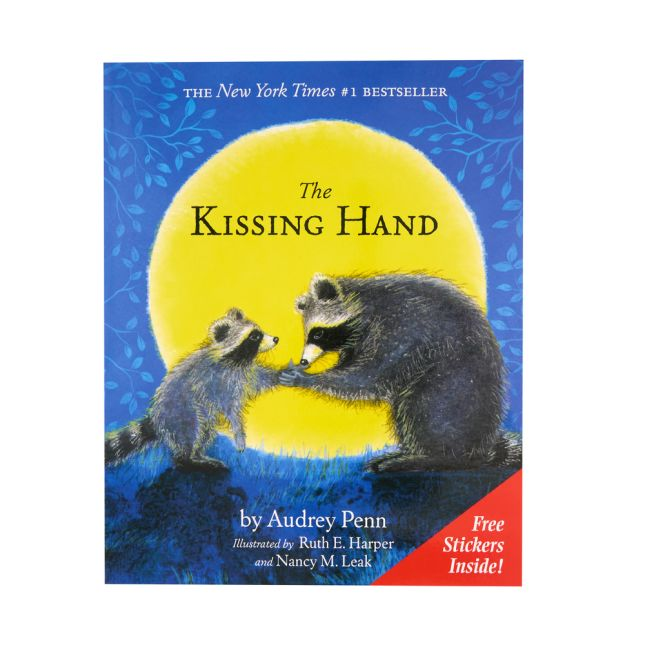 THE New York Times #1 BESTSELLER
The
KISSING HAND
by Audrey Penn
Illustrated by Ruth E. Harper
and Nancy M. Leak
Free
Stickers
Inside!